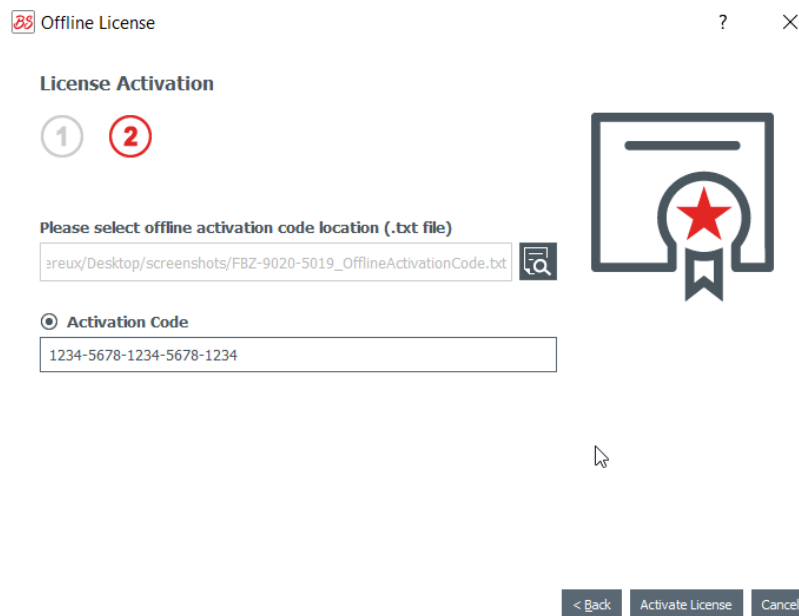 BS Offline License ?
License Activation
1 2
Please select offline activation code location (.txt file)
ereux/Desktop/screenshots/FBZ-9020-5019_OfflineActivationCode.txt
Activation Code
1234-5678-1234-5678-1234
< Back Activate License Cancel